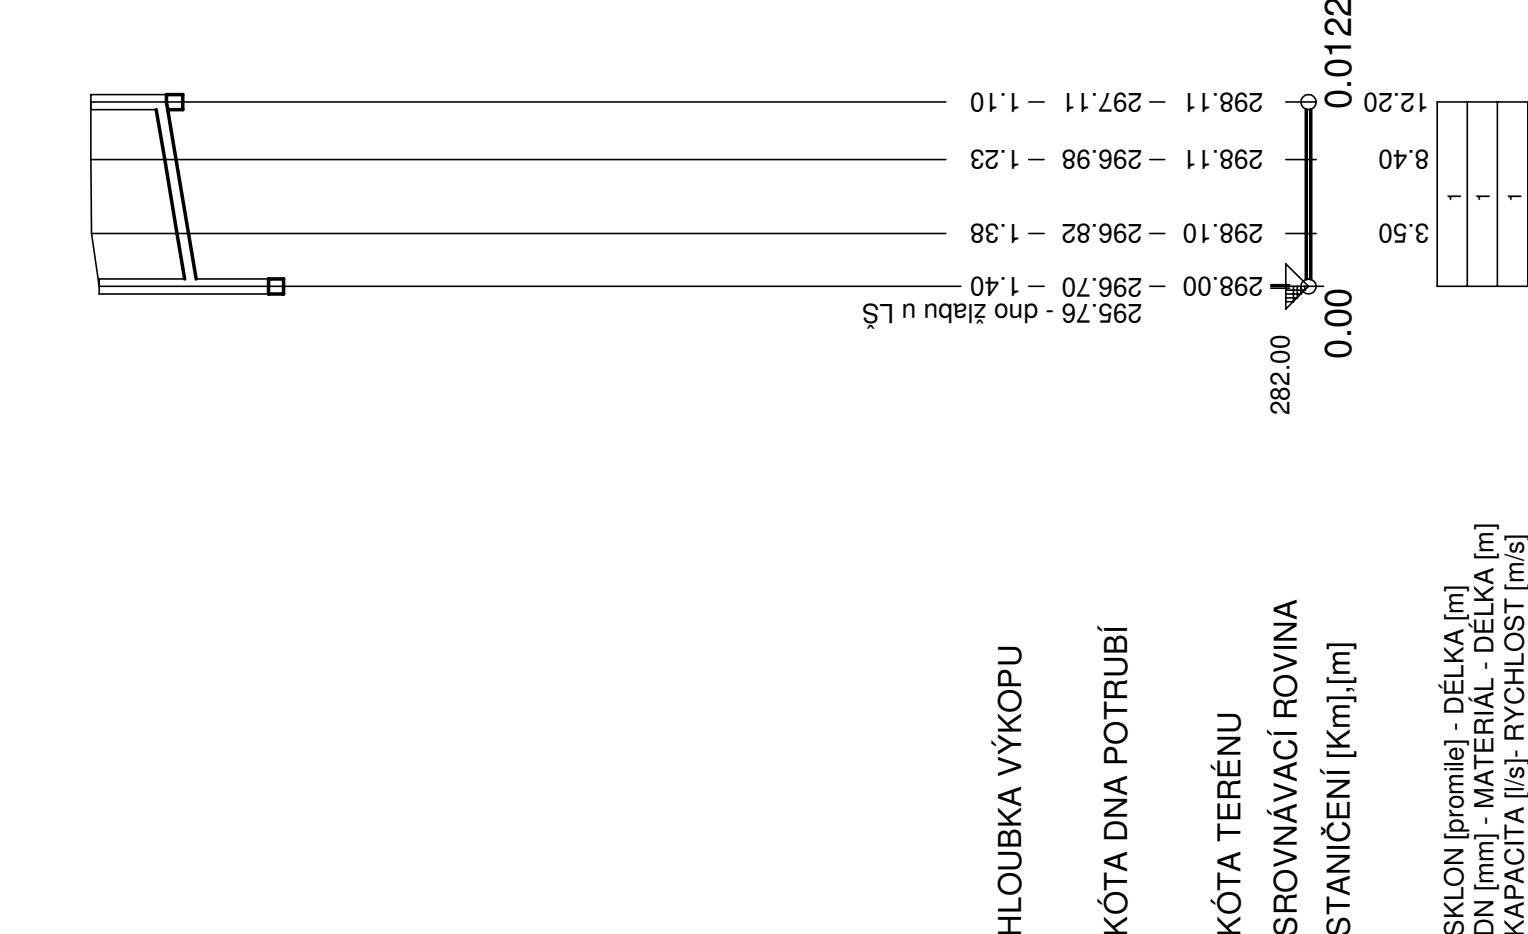 1.10 – 297.11 – 298.11
1.23 – 296.98 – 298.11
1.38 – 296.82 – 298.10
1.40 – 296.70 – 298.00
295.76 - dno žlabu u LŠ
12.20
8.40
3.50
0.0122
0.00
282.00
1
1
1
HLOUBKA VÝKOPU
KÓTA DNA POTRUBÍ
KÓTA TERÉNU
SROVNÁVACÍ ROVINA
STANIČENÍ [Km],[m]
SKLON [promile] - DÉLKA [m]
DN [mm] - MATERIÁL - DÉLKA [m]
KAPACITA [l/s]- RYCHLOST [m/s]